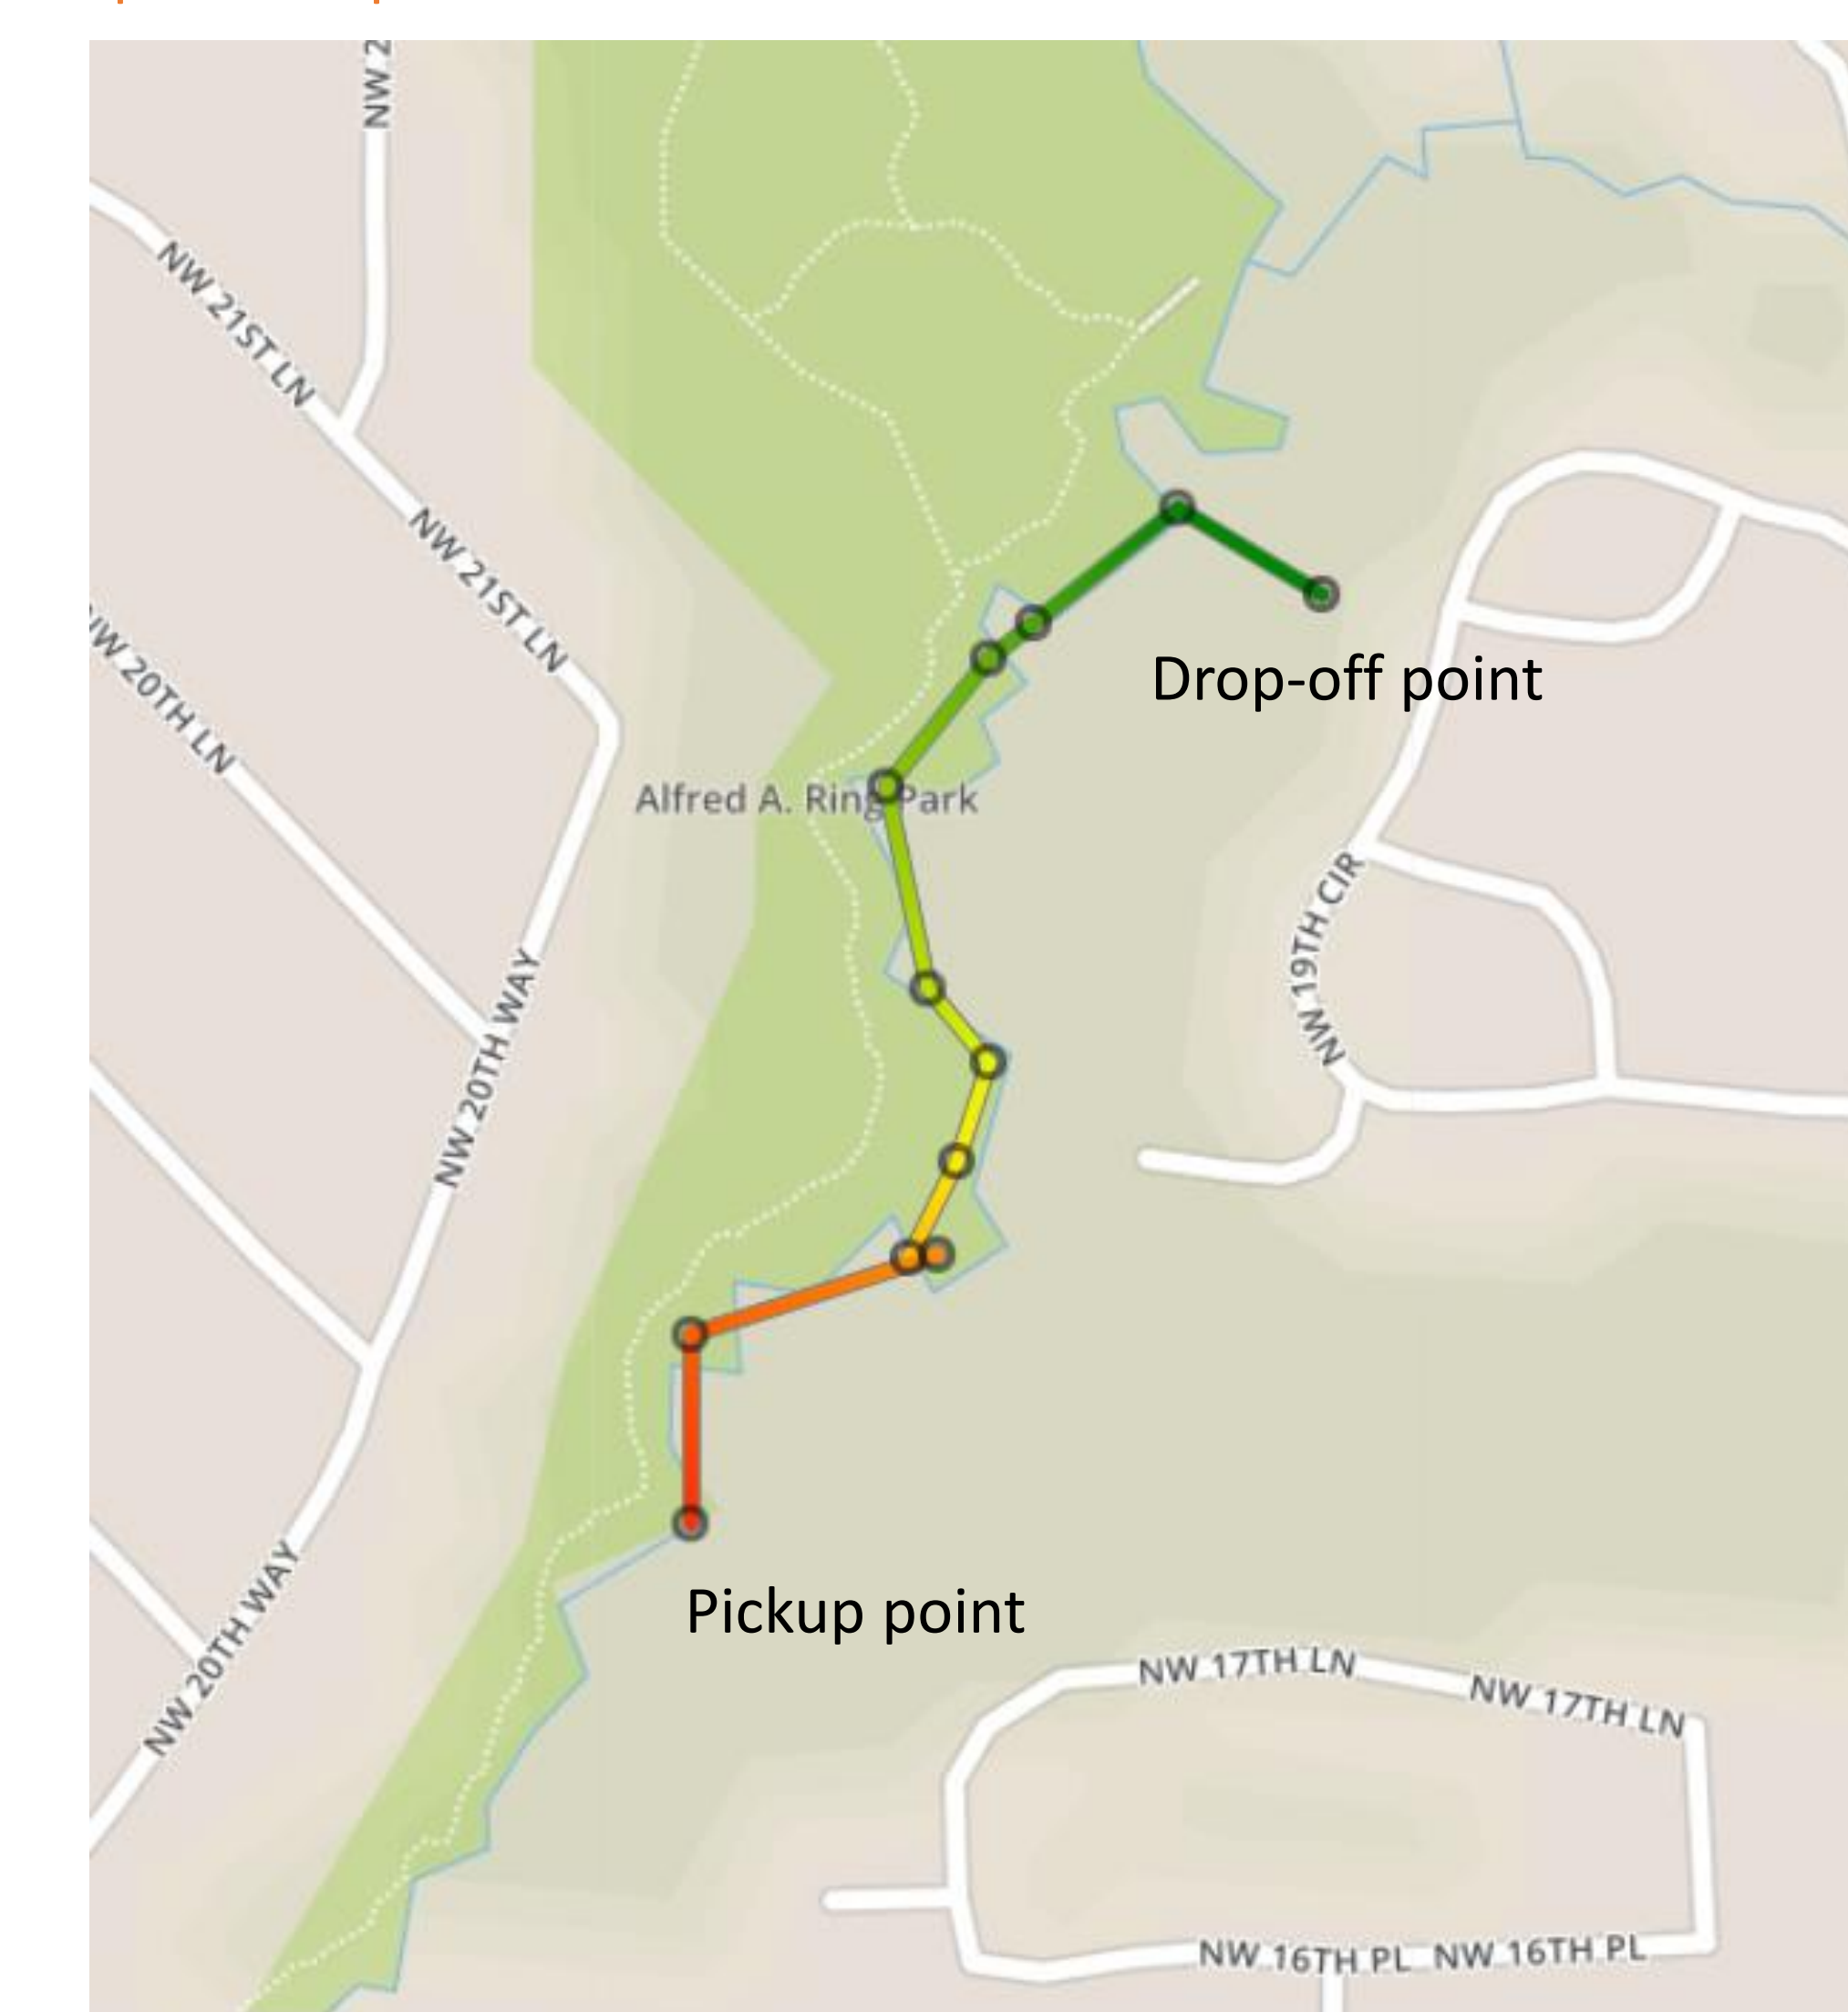 NW 2
NW 21ST LN
NW 21ST LN
NW 20TH LN
Drop-off point
Alfred A. Ring Park
NW 19TH CIR
NW 20TH WAY
NW 20TH WAY
Pickup point
NW 17TH LN
NW 17TH LN
NW 16TH PL
NW 16TH PL